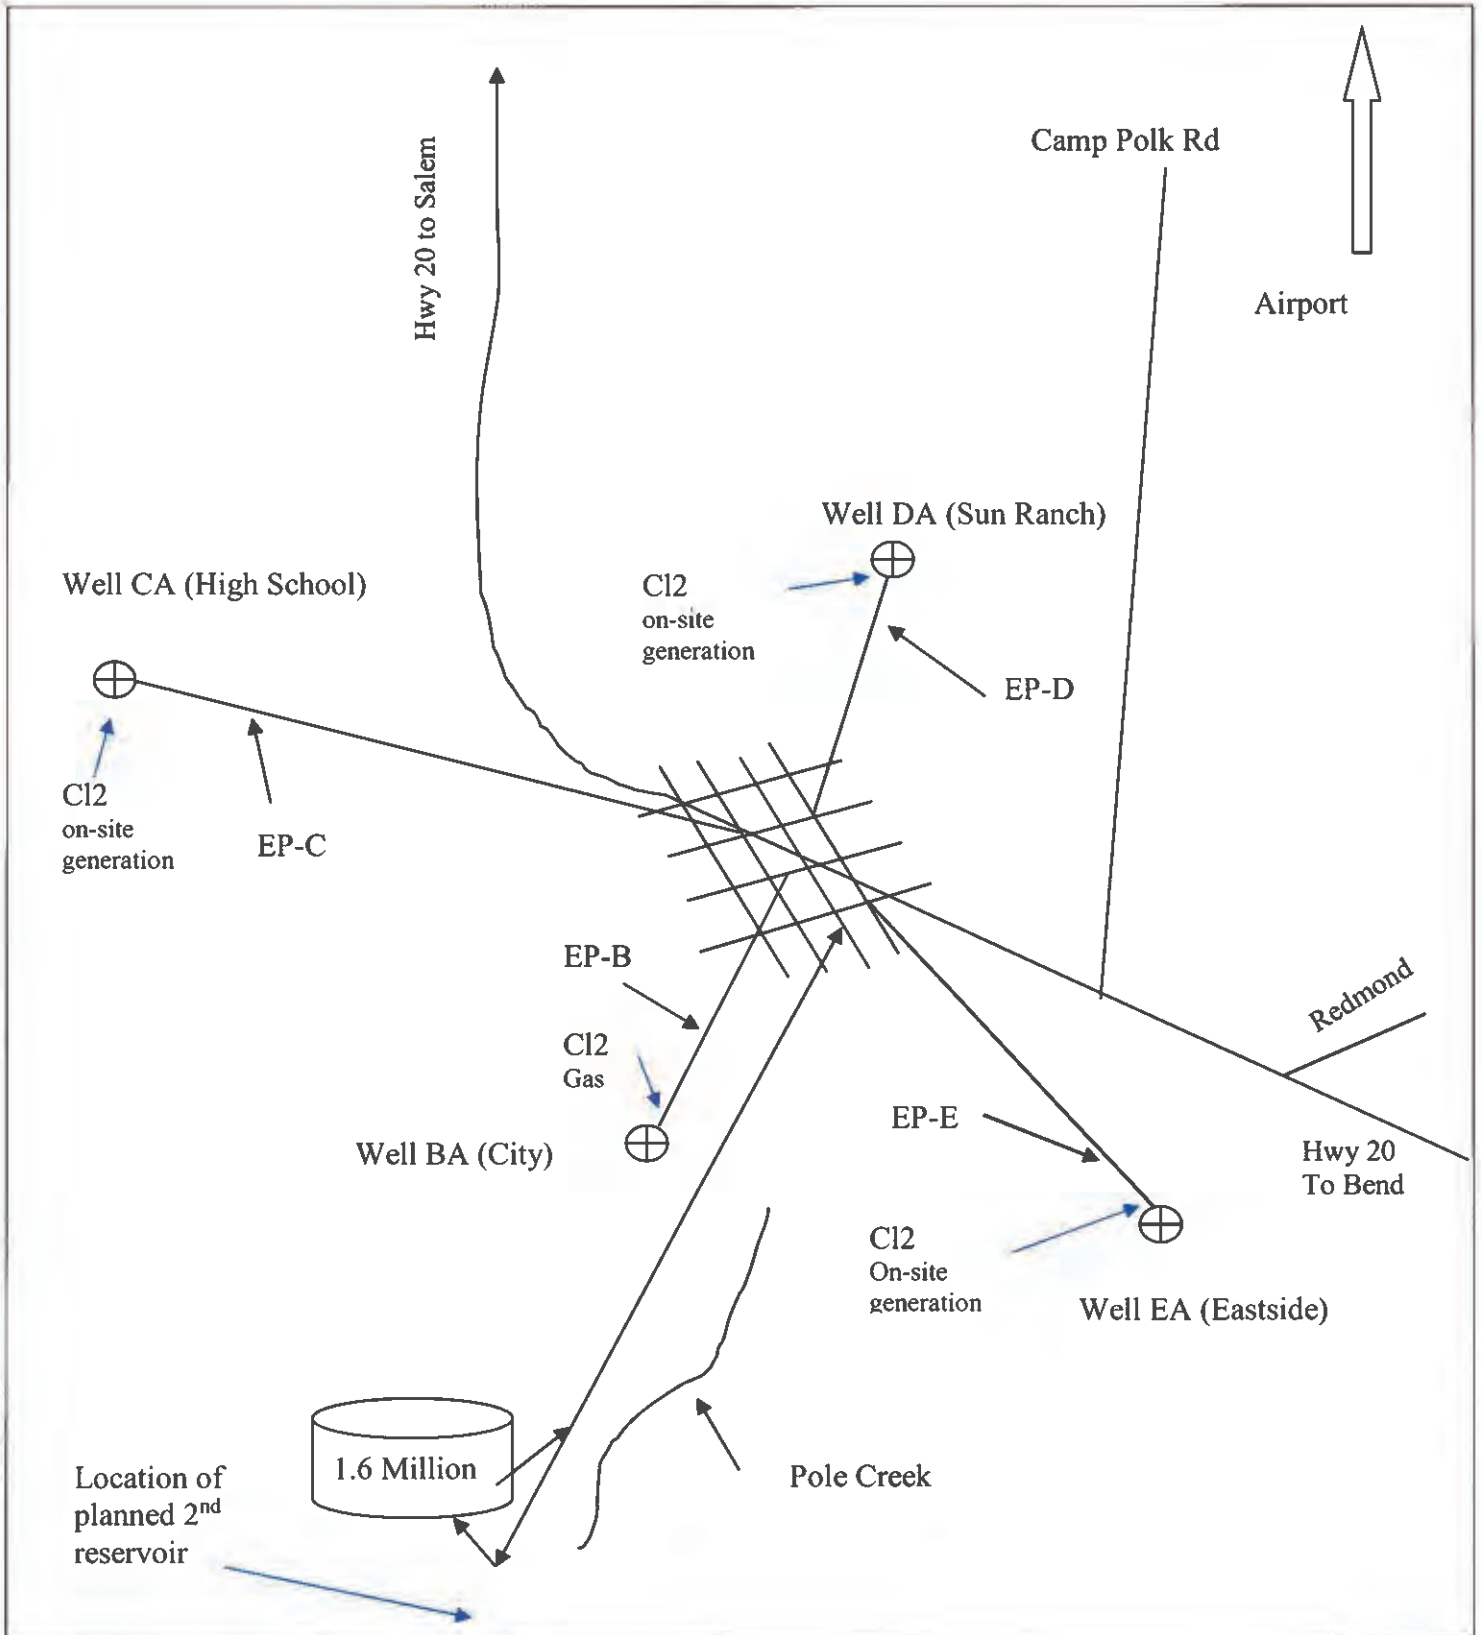 Camp Polk Rd
Hwy 20 to Salem
Airport
Well DA (Sun Ranch)
Well CA (High School)
Cl2
on-site
generation
EP-D
Cl2
on-site
generation
EP-C
EP-B
Redmond
Cl2
Gas
EP-E
Well BA (City)
Hwy 20
To Bend
Cl2
On-site
generation
Well EA (Eastside)
1.6 Million
Location of
planned 2nd
reservoir
Pole Creek